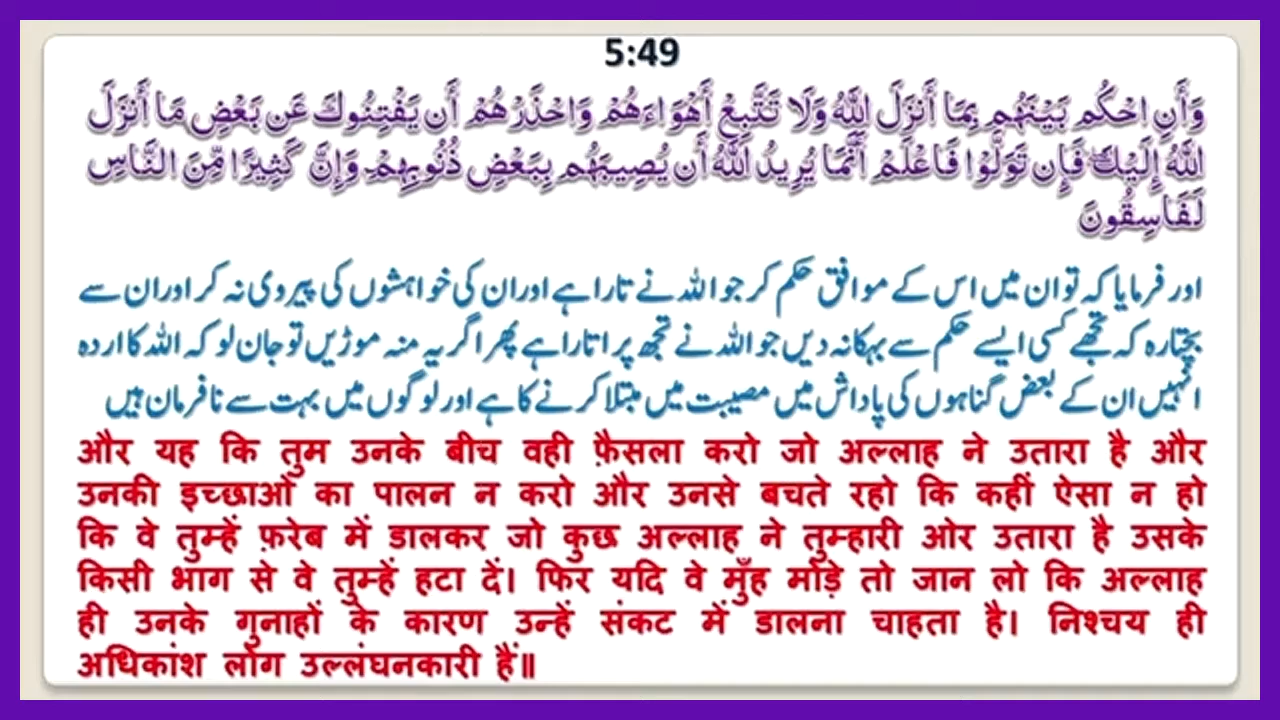 5:49
وَأَنِ احْكُم بَيْنَهُم بِمَا أَنزَلَ اللَّهُ وَلَا تَتَّبِعْ أَهْوَاءَهُمْ وَاحْذَرْهُمْ أَن يَفْتِنُوكَ عَن بَعْضِ مَا أَنزَلَ
اللَّهُ إِلَيْكَ ۖ فَإِن تَوَلَّوْا فَاعْلَمْ أَنَّمَا يُرِيدُ اللَّهُ أَن يُصِيبَهُم بِبَعْضِ ذُنُوبِهِمْ ۗ وَإِنَّ كَثِيرًا مِّنَ النَّاسِ
لَفَاسِقُونَ
اور فرمایا کہ تو ان میں اس کے موافق حکم کر جو اللہ نے تارا ہے اور ان کی خواہشوں کی پیروی نہ کر اور ان سے
بچتا رہ کہ تجھے کسی ایسے حکم سے بہکا نہ دیں جو اللہ نے تجھ پر اتارا ہے پھر اگر یہ منہ موڑیں تو جان لو کہ اللہ کا اردہ
انہیں ان کے بعض گناہوں کی پاداش میں مصیبت میں مبتلا کرنے کا ہے اور لوگوں میں بہت سے نافرمان ہیں
और यह कि तुम उनके बीच वही फ़ैसला करो जो अल्लाह ने उतारा है और
उनकी इच्छाओं का पालन न करो और उनसे बचते रहो कि कहीं ऐसा न हो
कि वे तुम्हें फ़रेब में डालकर जो कुछ अल्लाह ने तुम्हारी ओर उतारा है उसके
किसी भाग से वे तुम्हें हटा दें। फिर यदि वे मुँह मोड़े तो जान लो कि अल्लाह
ही उनके गुनाहों के कारण उन्हें संकट में डालना चाहता है। निश्चय ही
अधिकांश लोग उल्लंघनकारी हैं॥